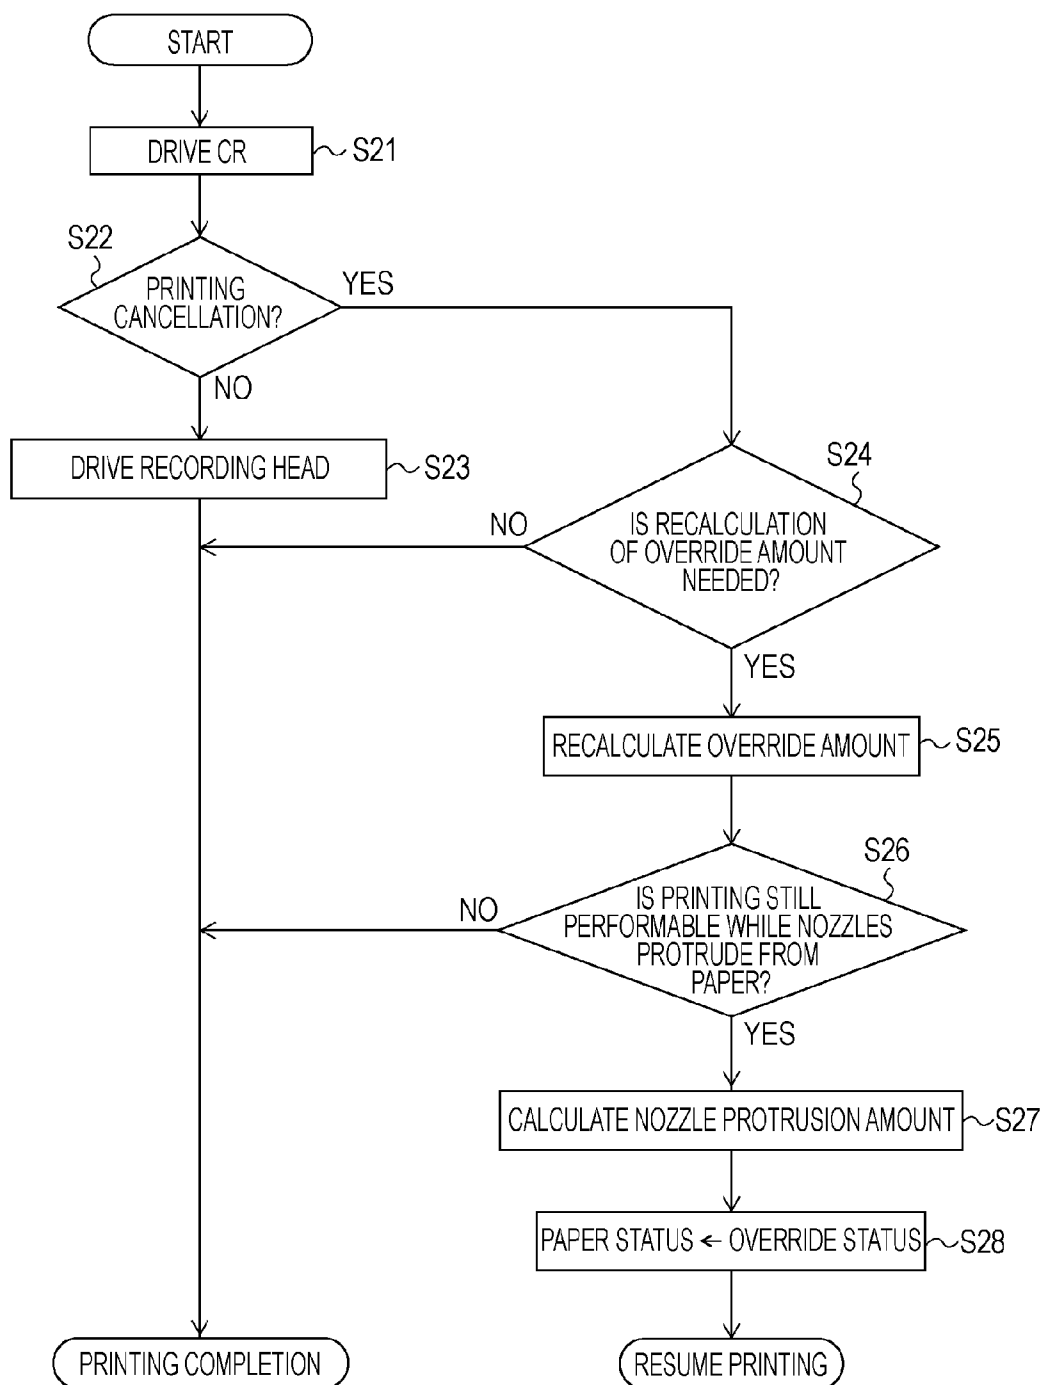 START
DRIVE CR
S21
S22
PRINTING
CANCELLATION?
YES
NO
DRIVE RECORDING HEAD
S23
S24
NO
IS RECALCULATION
OF OVERRIDE AMOUNT
NEEDED?
YES
RECALCULATE OVERRIDE AMOUNT
S25
S26
NO
IS PRINTING STILL
PERFORMABLE WHILE NOZZLES
PROTRUDE FROM
PAPER?
YES
CALCULATE NOZZLE PROTRUSION AMOUNT
S27
PAPER STATUS ← OVERRIDE STATUS
S28
PRINTING COMPLETION
RESUME PRINTING